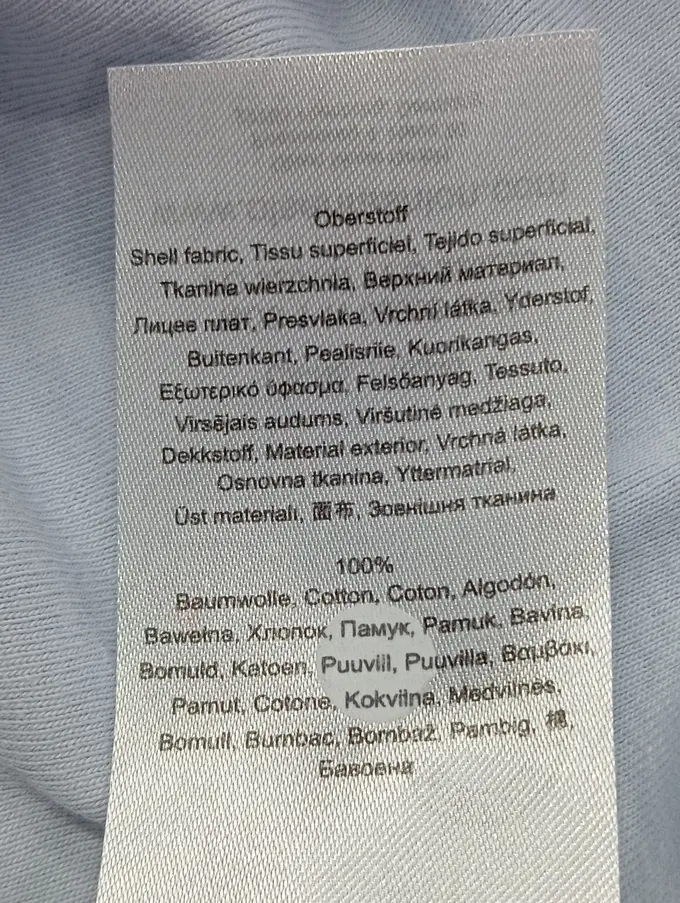 Oberstoff
Shell fabric, Tissu superficiel, Tejido superficial,
Tkanina wierzchnia, Верхний материал,
Лицев плат, Presvlaka, Vrchní látka, Yderstof,
Buitenkant, Pealisriie, Kuorikangas,
Εξωτερικό ύφασμα, Felsőanyag, Tessuto,
Virsējais audums, Viršutinė medžiaga,
Dekkstoff, Material exterior, Vrchná látka,
Osnovna tkanina, Yttermatrial,
Üst materiali, 面布, Зовнішня тканина
100%
Baumwolle, Cotton, Coton, Algodón,
Bawełna, Хлопок, Памук, Pamuk, Bavlna,
Bomuld, Katoen, Puuvill, Puuvilla, Βαμβάκι,
Pamut, Cotone, Kokvilna, Medvilnės,
Bomull, Bumbac, Bombaž, Pambig, 棉,
Бавовна